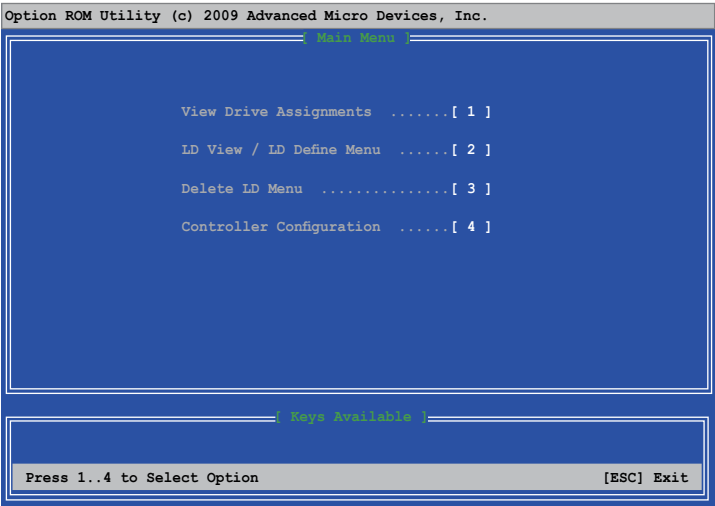 Option ROM Utility (c) 2009 Advanced Micro Devices, Inc.
[ Main Menu ]
View Drive Assignments .......[ 1 ]
LD View / LD Define Menu ......[ 2 ]
Delete LD Menu ...............[ 3 ]
Controller Configuration ......[ 4 ]
[ Keys Available ]
Press 1..4 to Select Option [ESC] Exit